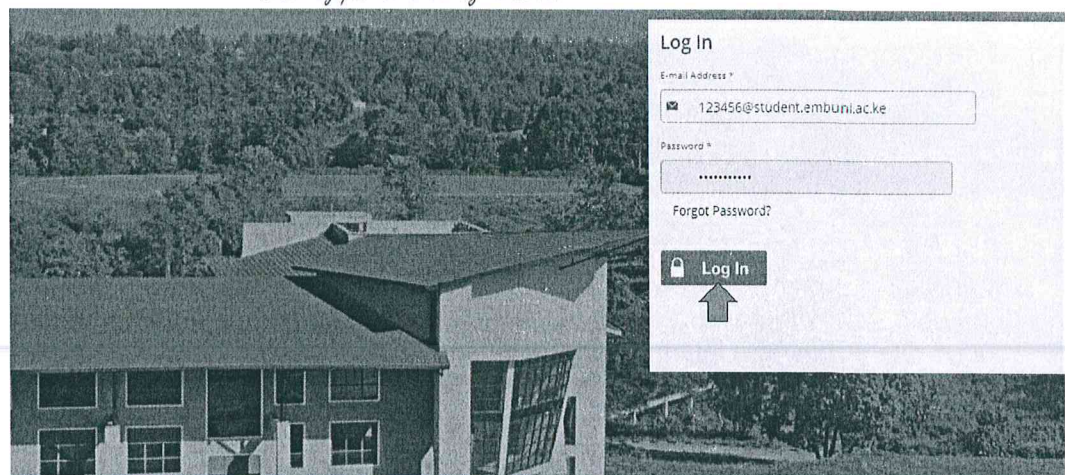 Log In
E-mail Address *
123456@student.embuni.ac.ke
Password *
•••••••••••
Forgot Password?
Log In